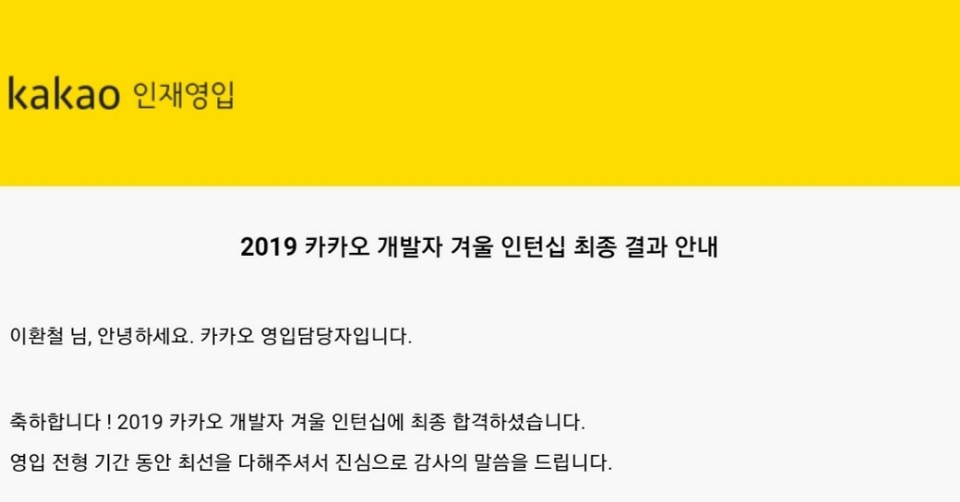 kakao 인재영입
2019 카카오 개발자 겨울 인턴십 최종 결과 안내
이환철 님, 안녕하세요. 카카오 영입담당자입니다.
축하합니다 ! 2019 카카오 개발자 겨울 인턴십에 최종 합격하셨습니다.
영입 전형 기간 동안 최선을 다해주셔서 진심으로 감사의 말씀을 드립니다.